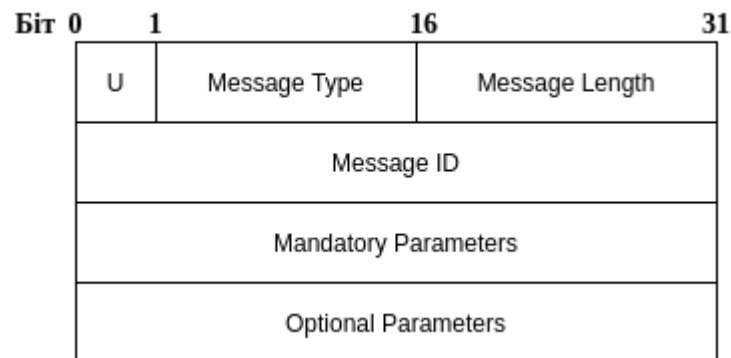 Біт 0 1 16 31
U Message Type Message Length
Message ID
Mandatory Parameters
Optional Parameters